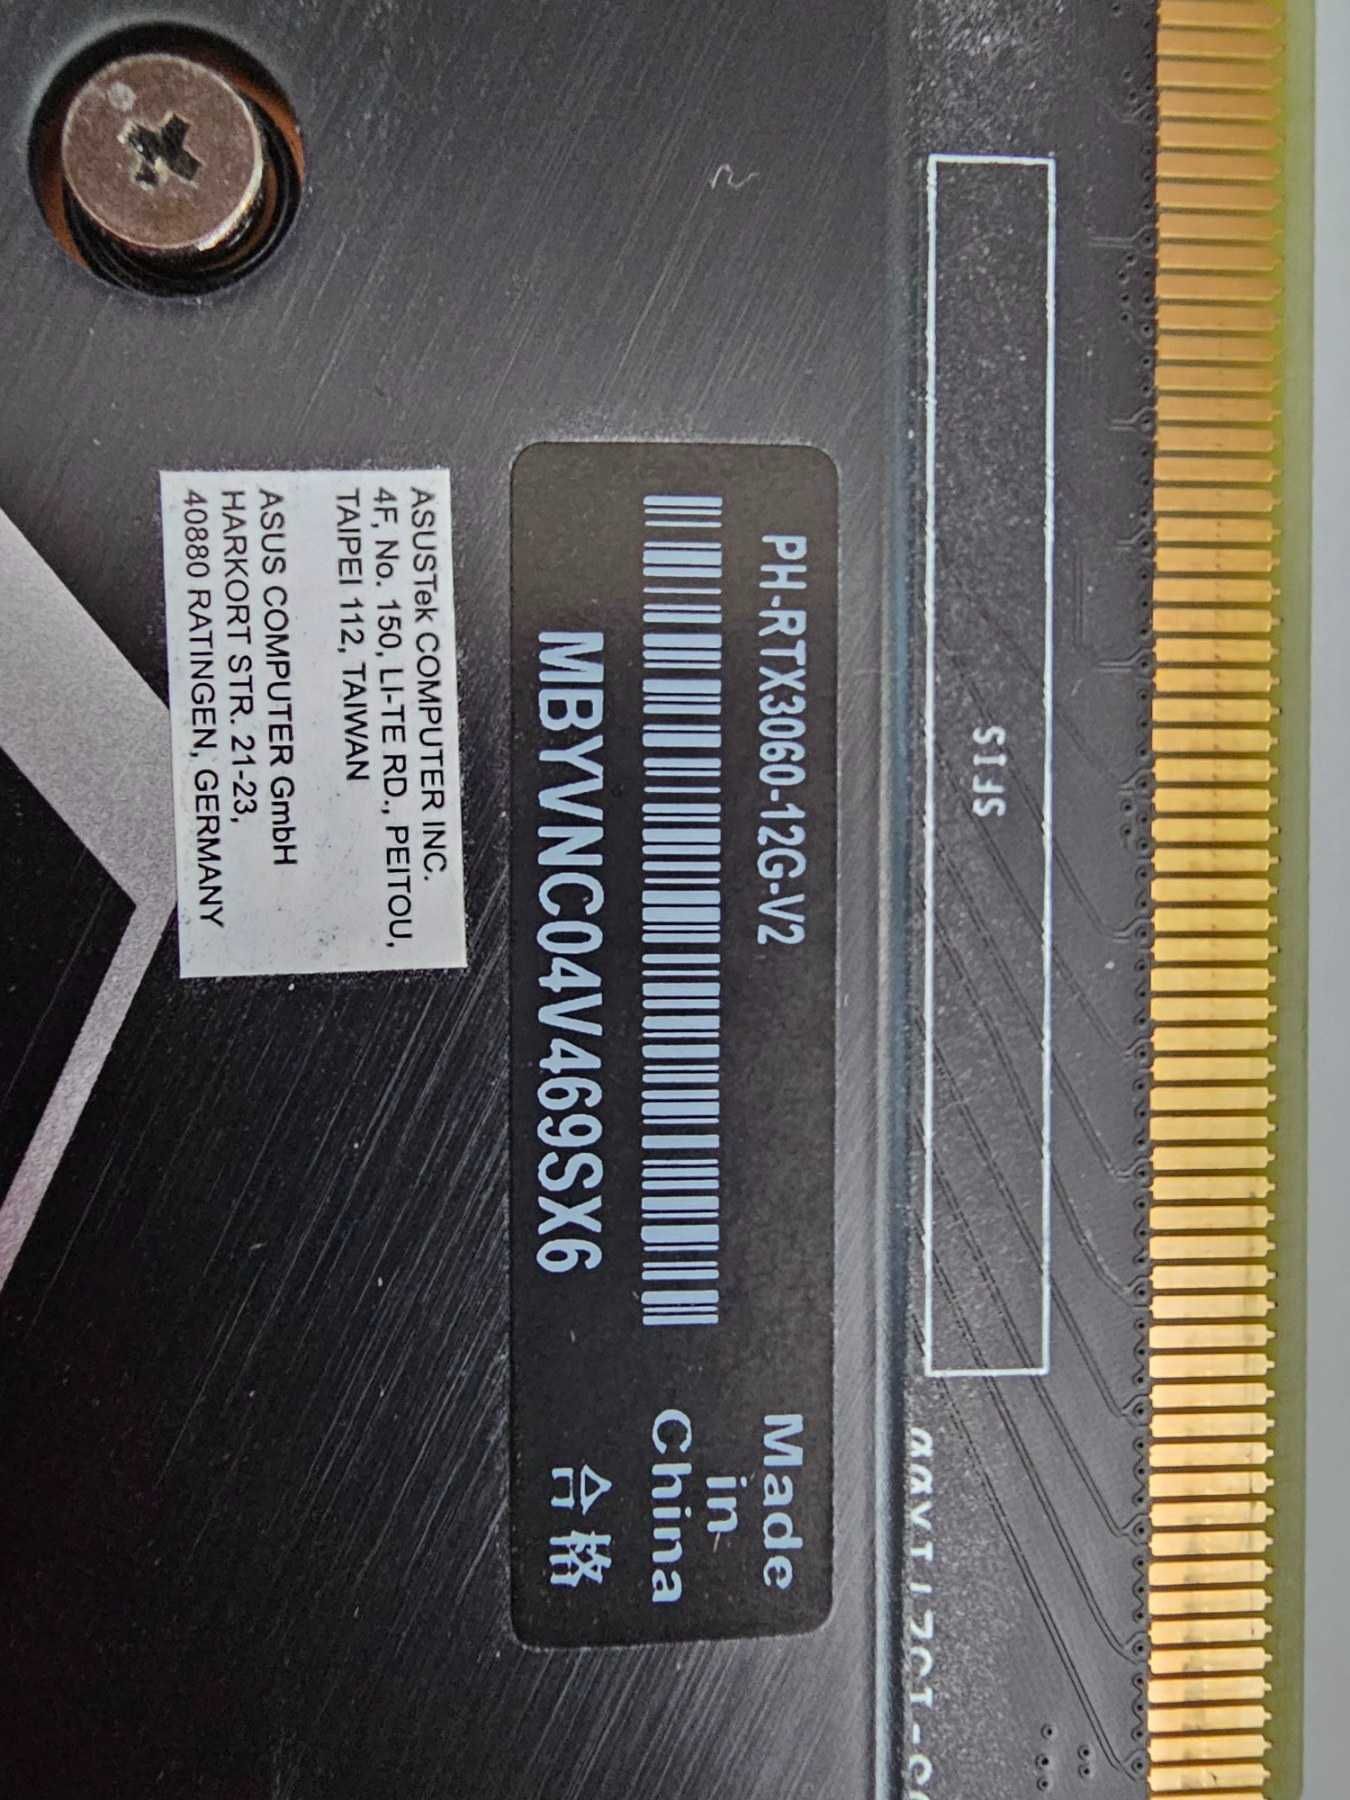 SFIS
PH-RTX3060-12G-V2
MBYVNC04V469SX6
Made
in
China
合格
ASUSTek COMPUTER INC.
4F, No. 150, LI-TE RD., PEITOU,
TAIPEI 112, TAIWAN
ASUS COMPUTER GmbH
HARKORT STR. 21-23,
40880 RATINGEN, GERMANY